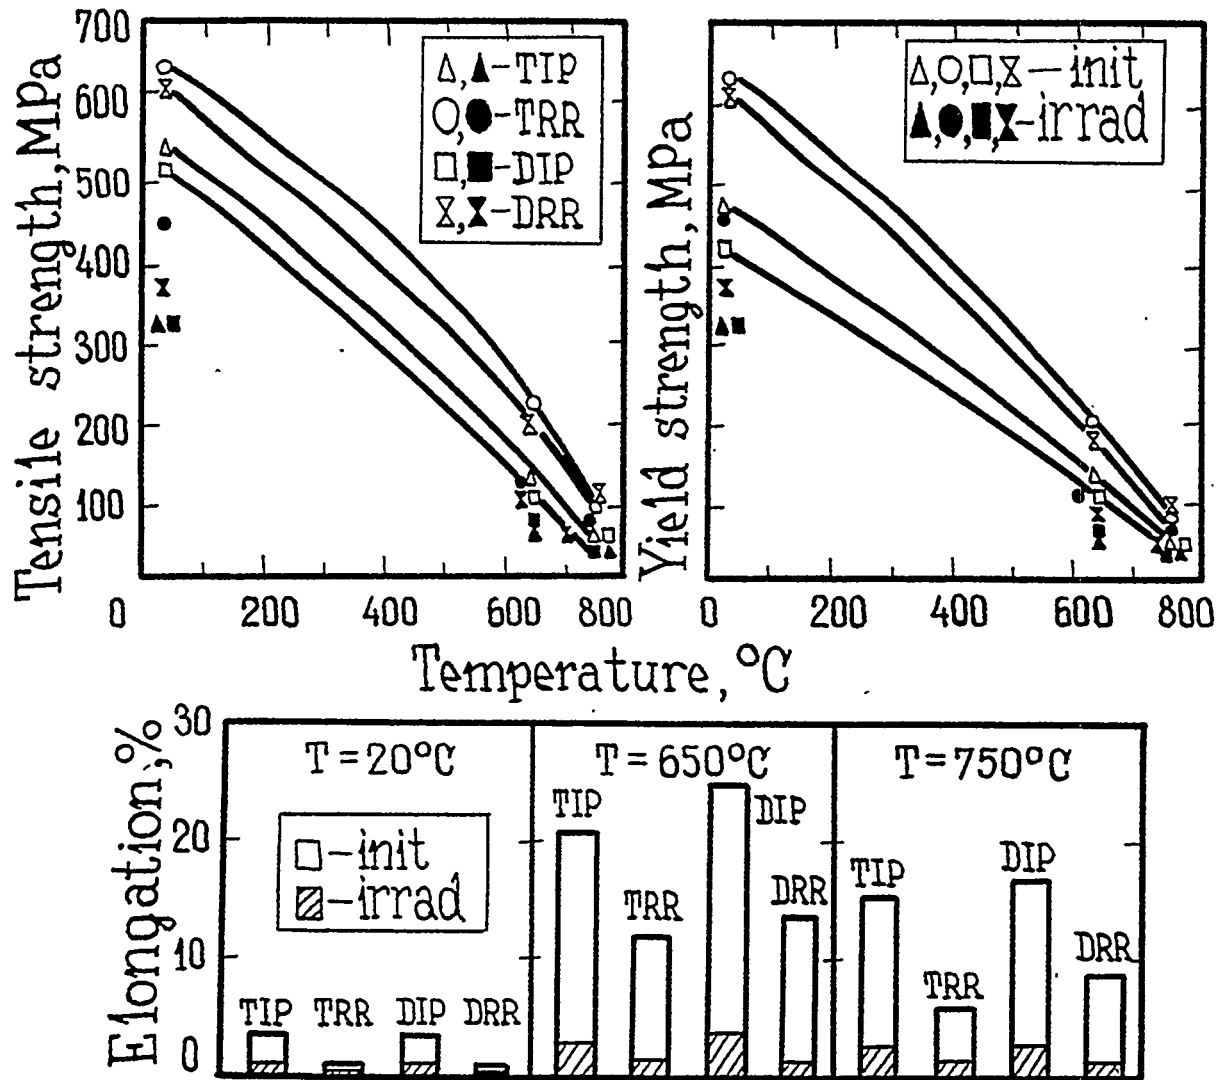 Tensile strength, MPa
700
600
500
400
300
200
100
0 200 400 600 800
△,▲-TIP
○,●-TRR
□,■-DIP
⧖,⧗-DRR
Yield strength, MPa
△,○,□,⧖-init
▲,●,■,⧗-irrad
0 200 400 600 800
Temperature, °C
Elongation, %
30
20
10
0
T=20°C
□-init
▨-irrad
TIP TRR DIP DRR
T=650°C
TIP
TRR
DIP
DRR
T=750°C
TIP
TRR
DIP
DRR